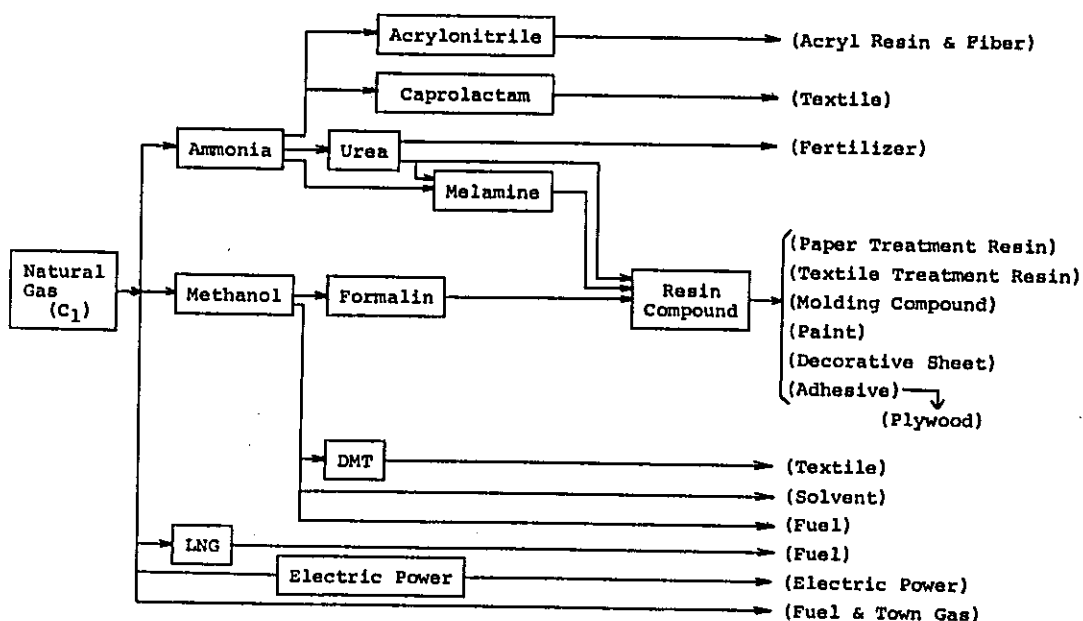 Acrylonitrile
(Acryl Resin & Fiber)
Caprolactam
(Textile)
Ammonia
Urea
(Fertilizer)
Melamine
Natural
Gas
(C1)
Methanol
Formalin
Resin
Compound
(Paper Treatment Resin)
(Textile Treatment Resin)
(Molding Compound)
(Paint)
(Decorative Sheet)
(Adhesive)
(Plywood)
DMT
(Textile)
(Solvent)
(Fuel)
LNG
(Fuel)
Electric Power
(Electric Power)
(Fuel & Town Gas)